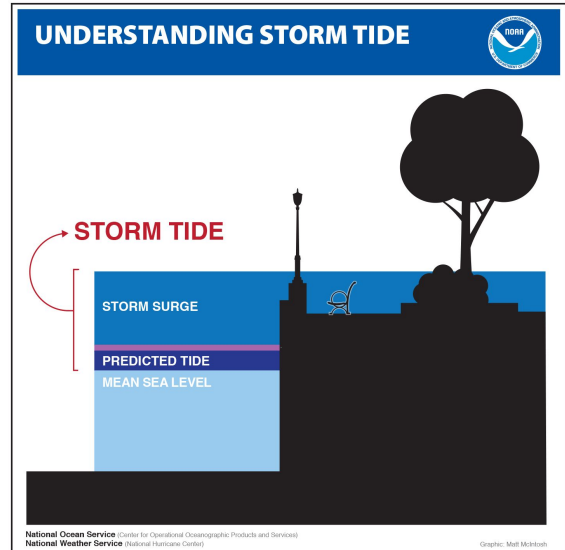 UNDERSTANDING STORM TIDE
NOAA
STORM TIDE
STORM SURGE
PREDICTED TIDE
MEAN SEA LEVEL
National Ocean Service (Center for Operational Oceanographic Products and Services)
National Weather Service (National Hurricane Center)
Graphic: Matt McIntosh